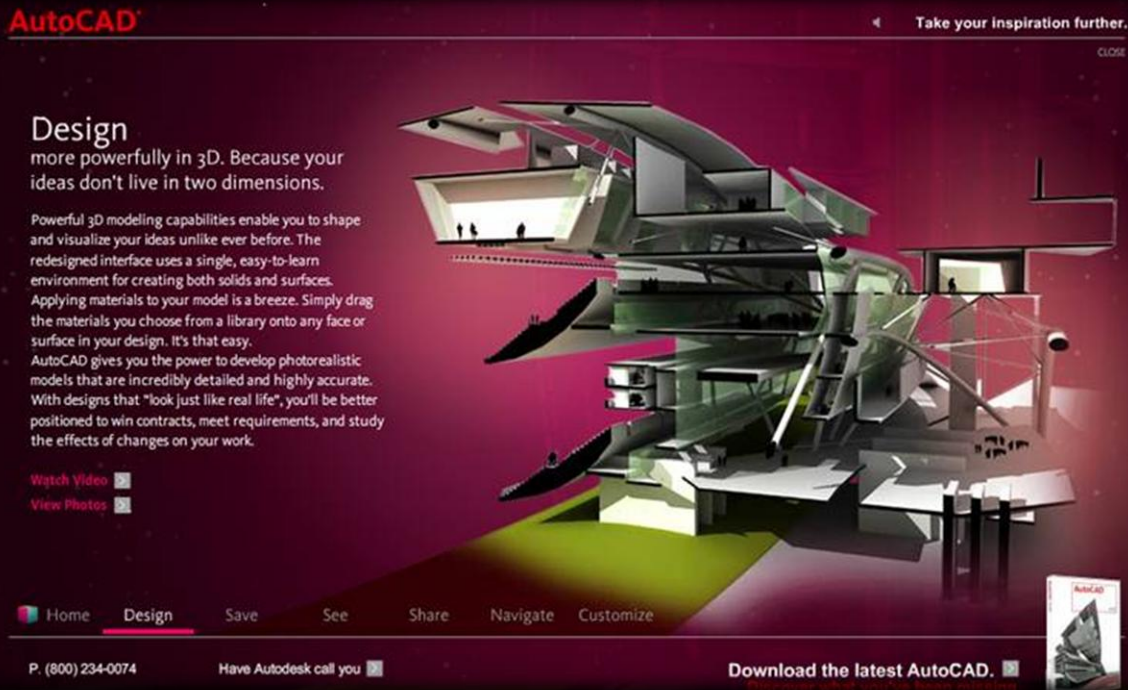 AutoCAD
Take your inspiration further.
CLOSE
Design
more powerfully in 3D. Because your
ideas don't live in two dimensions.
Powerful 3D modeling capabilities enable you to shape
and visualize your ideas unlike ever before. The
redesigned interface uses a single, easy-to-learn
environment for creating both solids and surfaces.
Applying materials to your model is a breeze. Simply drag
the materials you choose from a library onto any face or
surface in your design. It's that easy.
AutoCAD gives you the power to develop photorealistic
models that are incredibly detailed and highly accurate.
With designs that "look just like real life", you'll be better
positioned to win contracts, meet requirements, and study
the effects of changes on your work.
Watch Video
View Photos
Home Design Save See Share Navigate Customize
AutoCAD
P. (800) 234-0074 Have Autodesk call you Download the latest AutoCAD.